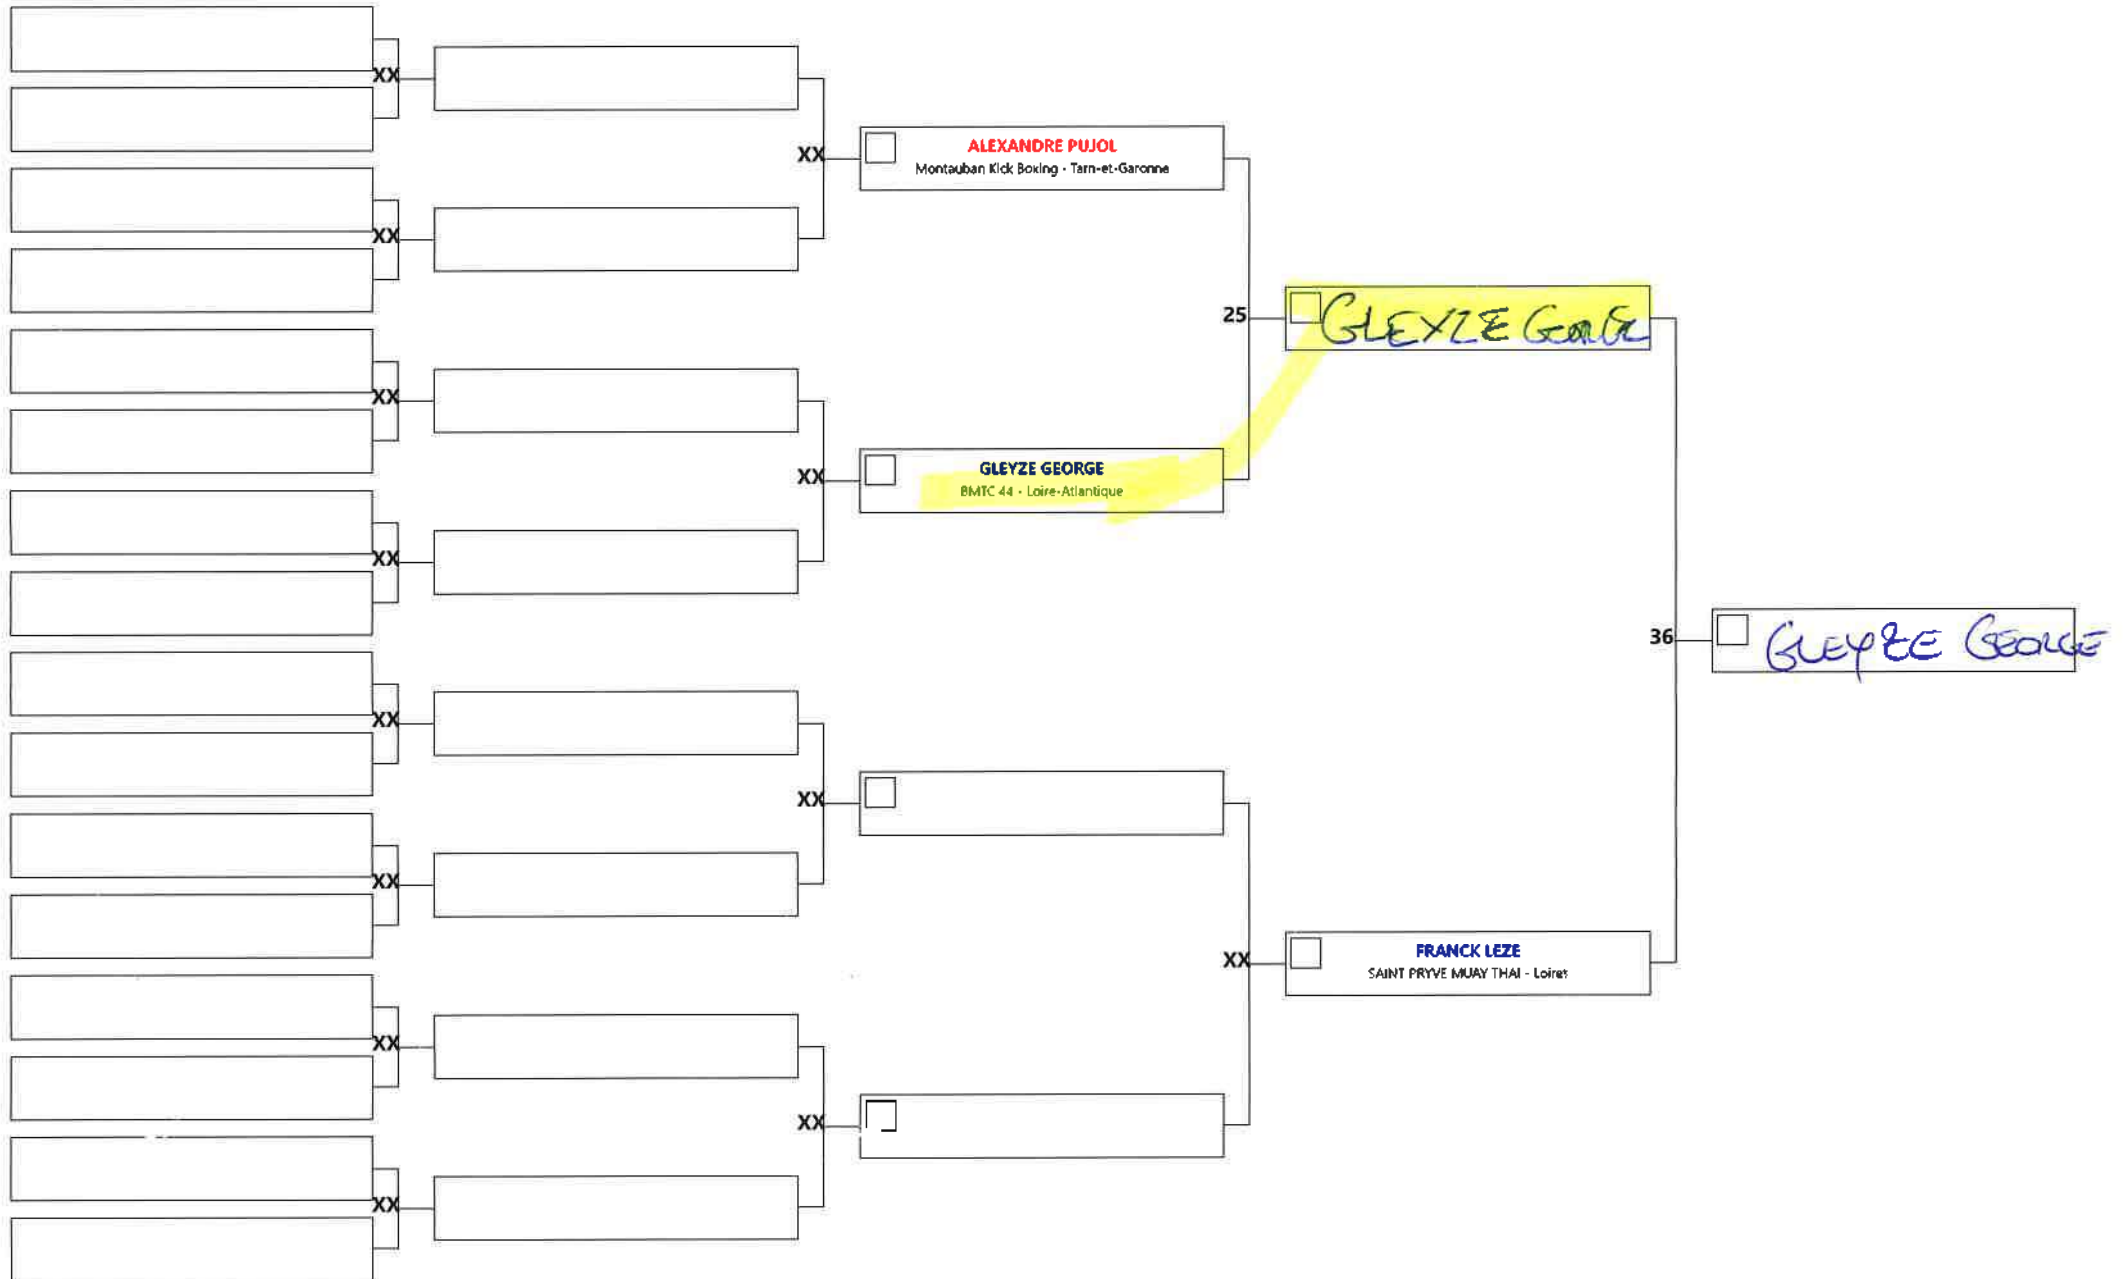 XX
XX
ALEXANDRE PUJOL
Montauban Kick Boxing - Tarn-et-Garonne
XX
25
GLEYZE GEORGE
XX
XX
GLEYZE GEORGE
BMTC 44 - Loire-Atlantique
XX
36
GLEYZE GEORGE
XX
XX
XX
XX
FRANCK LEZE
SAINT PRYVE MUAY THAI - Loiret
XX
XX
XX